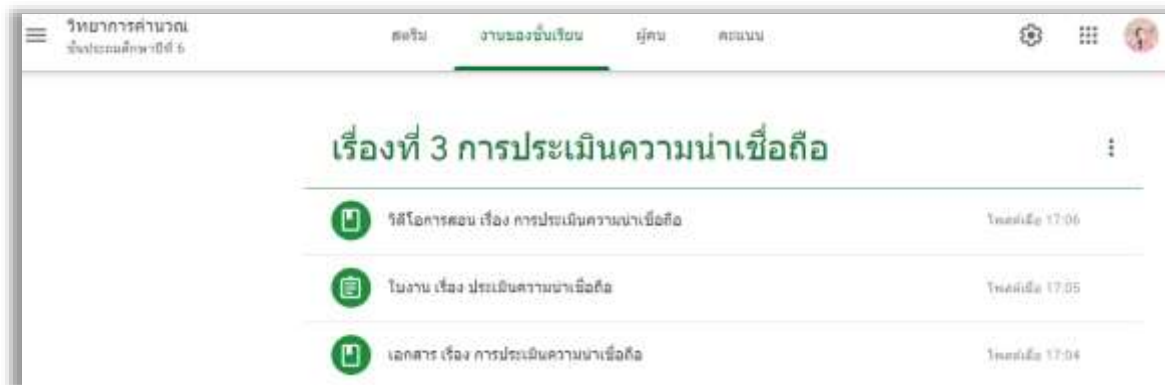 วิทยาการคำนวณ
ชั้นประถมศึกษาปีที่ 6
สตรีม งานของชั้นเรียน ผู้คน คะแนน
เรื่องที่ 3 การประเมินความน่าเชื่อถือ
วิดีโอการสอน เรื่อง การประเมินความน่าเชื่อถือ โพสต์เมื่อ 17:06
ใบงาน เรื่อง ประเมินความน่าเชื่อถือ โพสต์เมื่อ 17:05
เอกสาร เรื่อง การประเมินความน่าเชื่อถือ โพสต์เมื่อ 17:04